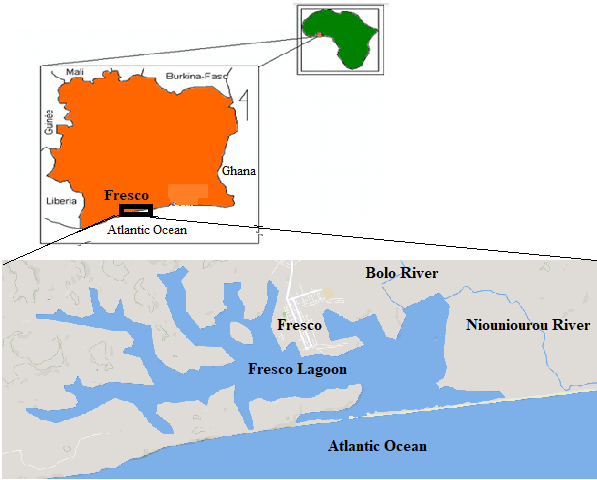 Mali
Burkina-Faso
Guinée
Ghana
Fresco
Liberia
Atlantic Ocean
Bolo River
Fresco
Niouniourou River
Fresco Lagoon
Atlantic Ocean